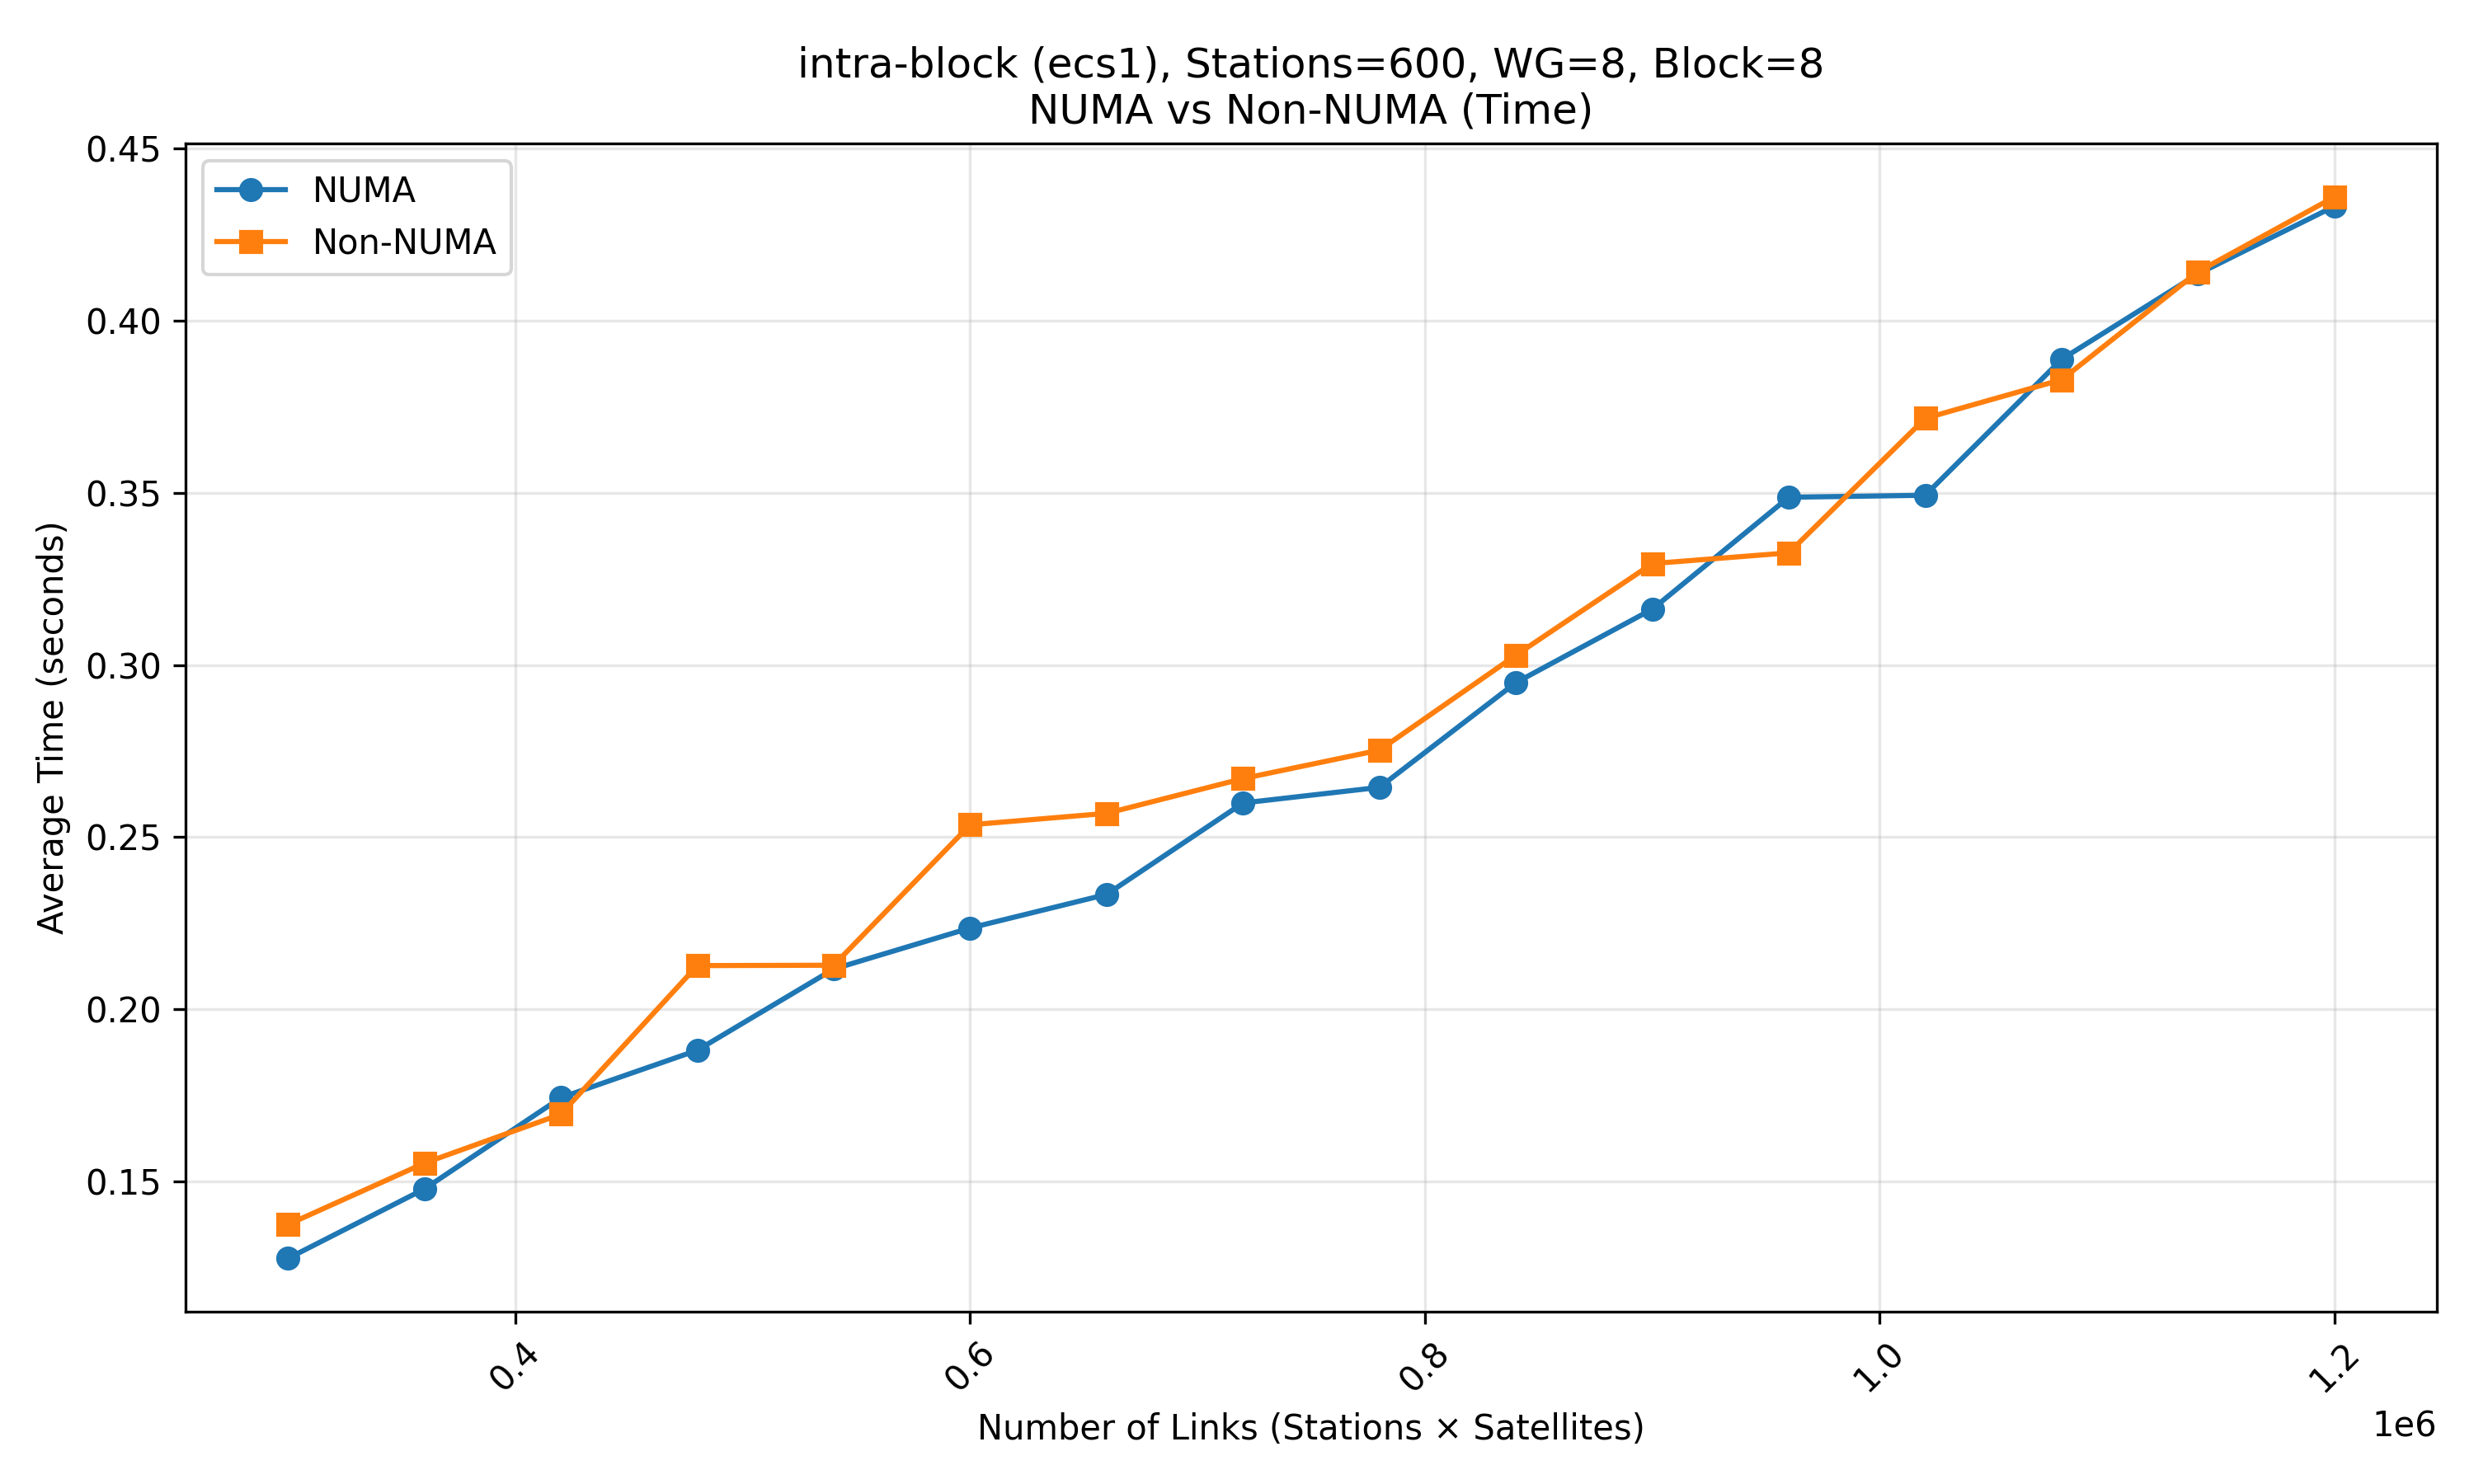 intra-block (ecs1), Stations=600, WG=8, Block=8
NUMA vs Non-NUMA (Time)
NUMA
Non-NUMA
Average Time (seconds)
0.45
0.40
0.35
0.30
0.25
0.20
0.15
0.4
0.6
0.8
1.0
1.2
1e6
Number of Links (Stations × Satellites)